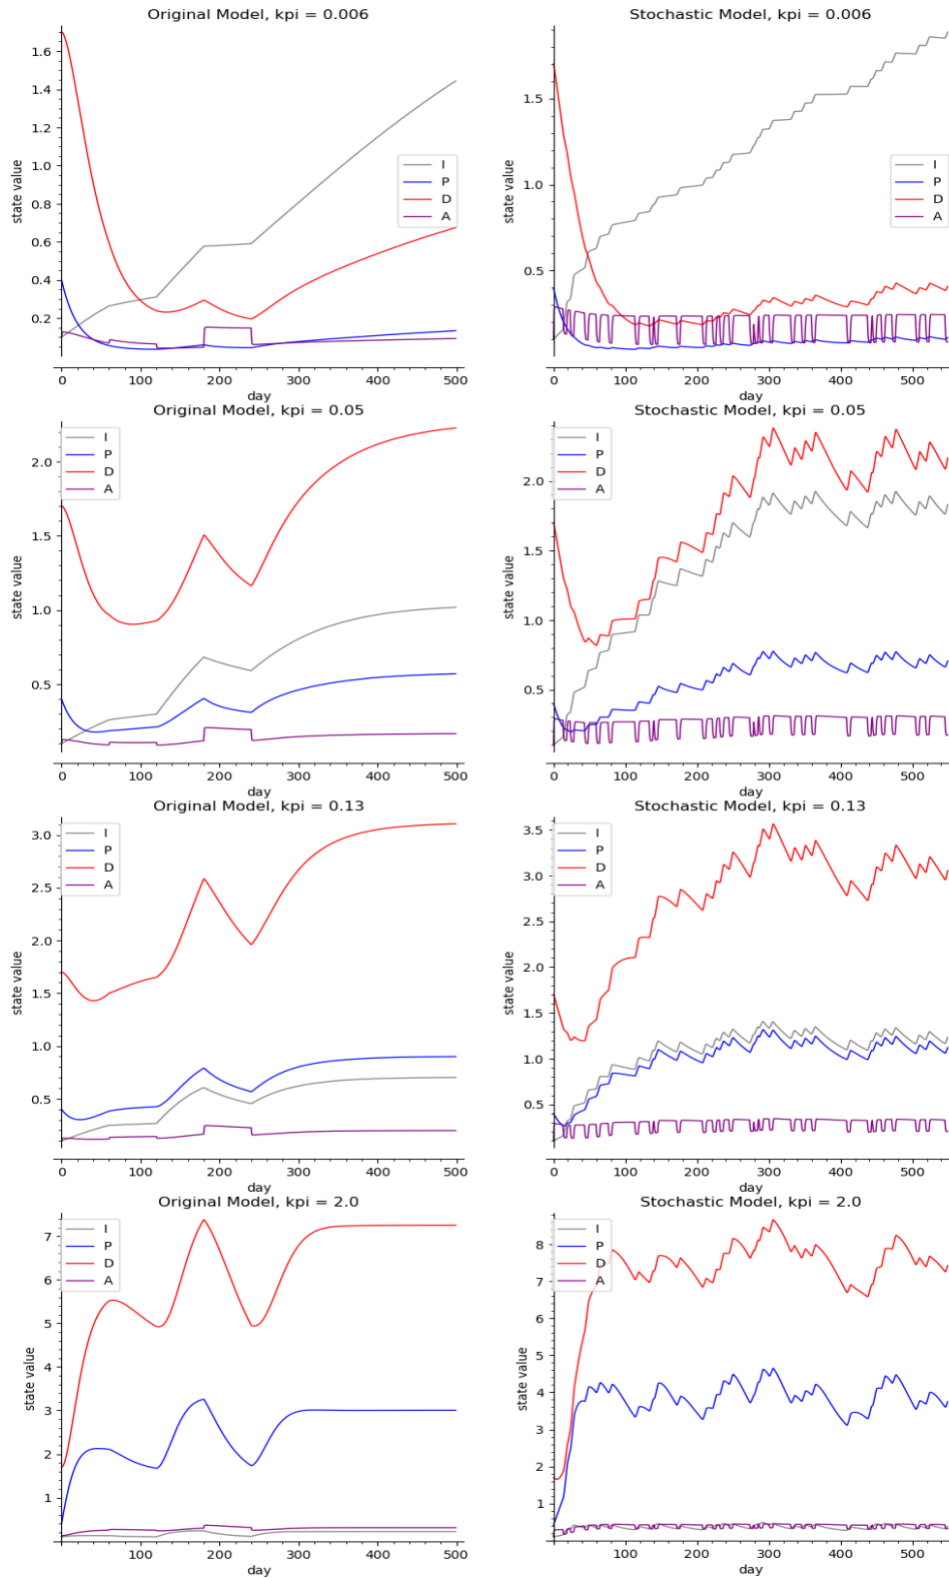 Original Model, kpi = 0.006
1.6
1.4
1.2
1.0
0.8
0.6
0.4
0.2
state value
I
P
D
A
0 100 200 300 400 500
day
Stochastic Model, kpi = 0.006
1.5
1.0
0.5
state value
I
P
D
A
0 100 200 300 400 500
day
Original Model, kpi = 0.05
2.0
1.5
1.0
0.5
state value
I
P
D
A
0 100 200 300 400 500
day
Stochastic Model, kpi = 0.05
2.0
1.5
1.0
0.5
state value
I
P
D
A
0 100 200 300 400 500
day
Original Model, kpi = 0.13
3.0
2.5
2.0
1.5
1.0
0.5
state value
I
P
D
A
0 100 200 300 400 500
day
Stochastic Model, kpi = 0.13
3.5
3.0
2.5
2.0
1.5
1.0
0.5
state value
I
P
D
A
0 100 200 300 400 500
day
Original Model, kpi = 2.0
7
6
5
4
3
2
1
state value
I
P
D
A
0 100 200 300 400 500
day
Stochastic Model, kpi = 2.0
8
7
6
5
4
3
2
1
state value
I
P
D
A
0 100 200 300 400 500
day